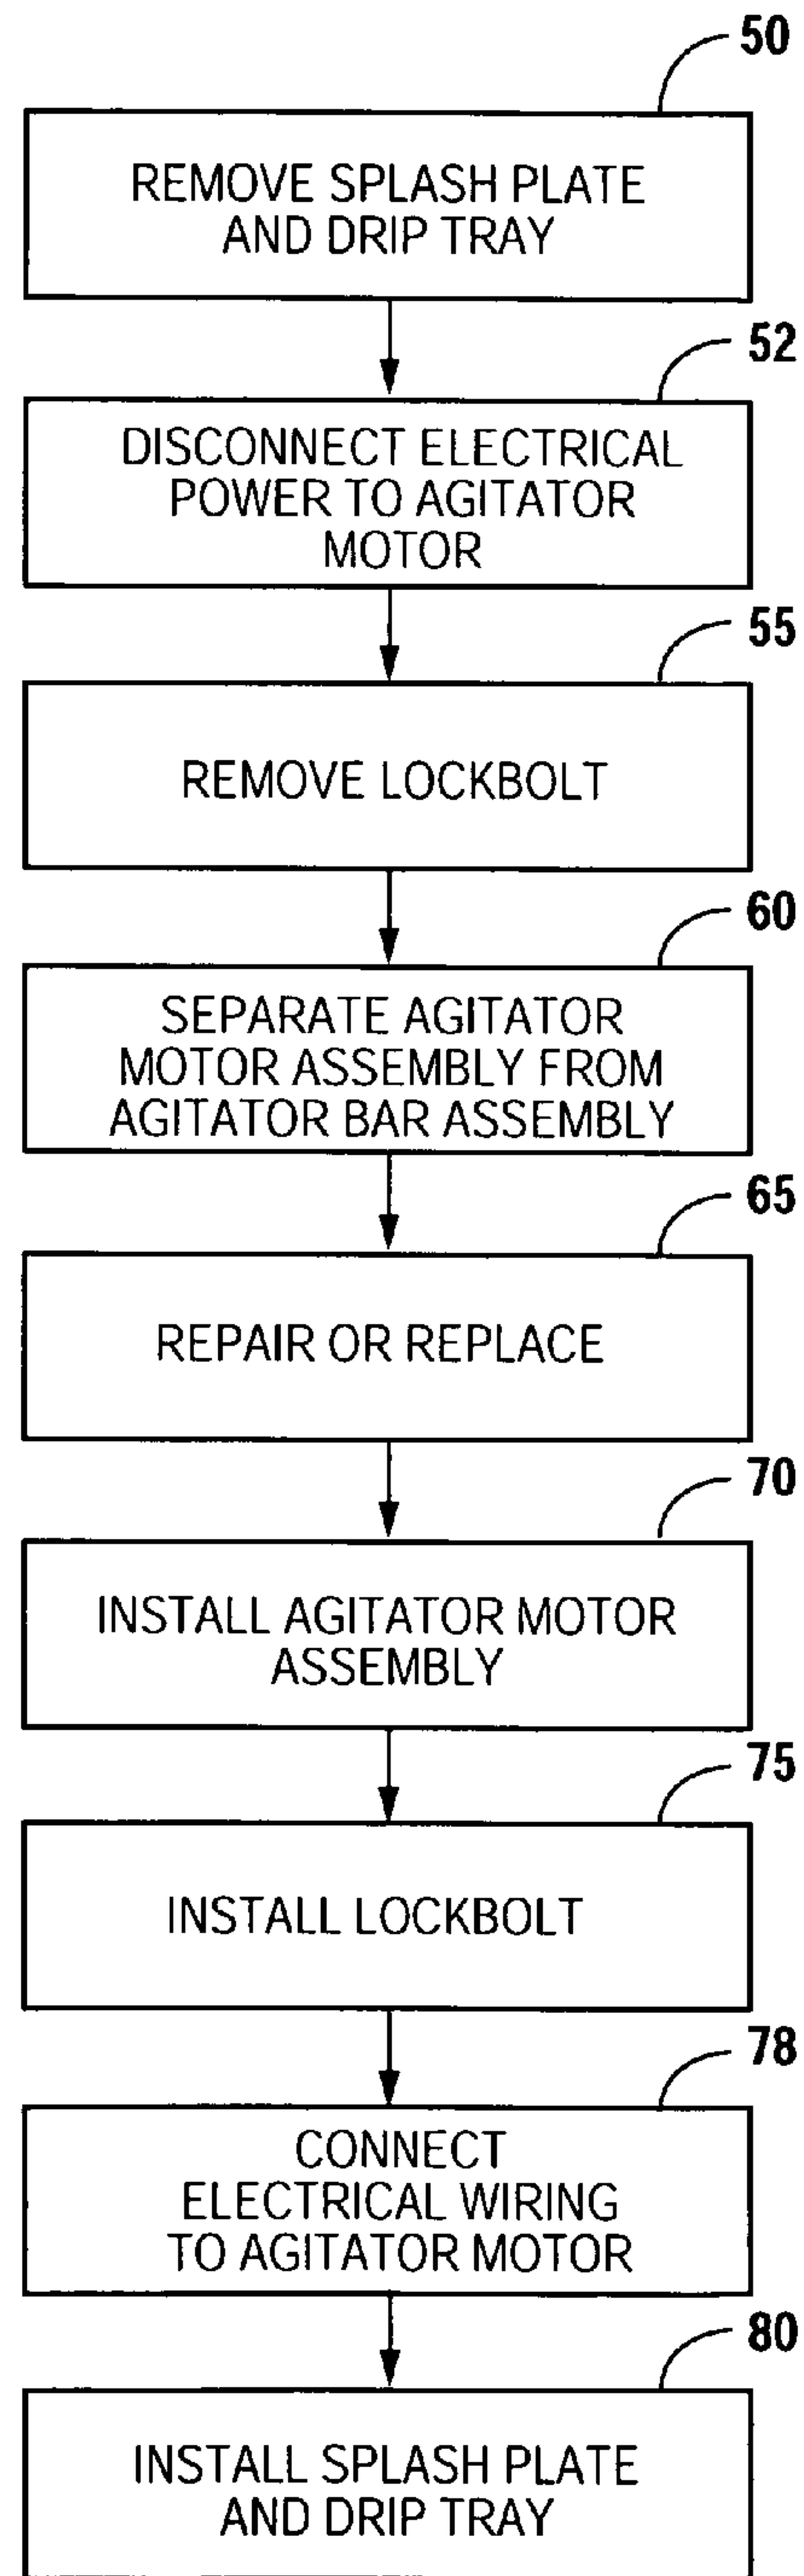 50
REMOVE SPLASH PLATE
AND DRIP TRAY
52
DISCONNECT ELECTRICAL
POWER TO AGITATOR
MOTOR
55
REMOVE LOCKBOLT
60
SEPARATE AGITATOR
MOTOR ASSEMBLY FROM
AGITATOR BAR ASSEMBLY
65
REPAIR OR REPLACE
70
INSTALL AGITATOR MOTOR
ASSEMBLY
75
INSTALL LOCKBOLT
78
CONNECT
ELECTRICAL WIRING
TO AGITATOR MOTOR
80
INSTALL SPLASH PLATE
AND DRIP TRAY